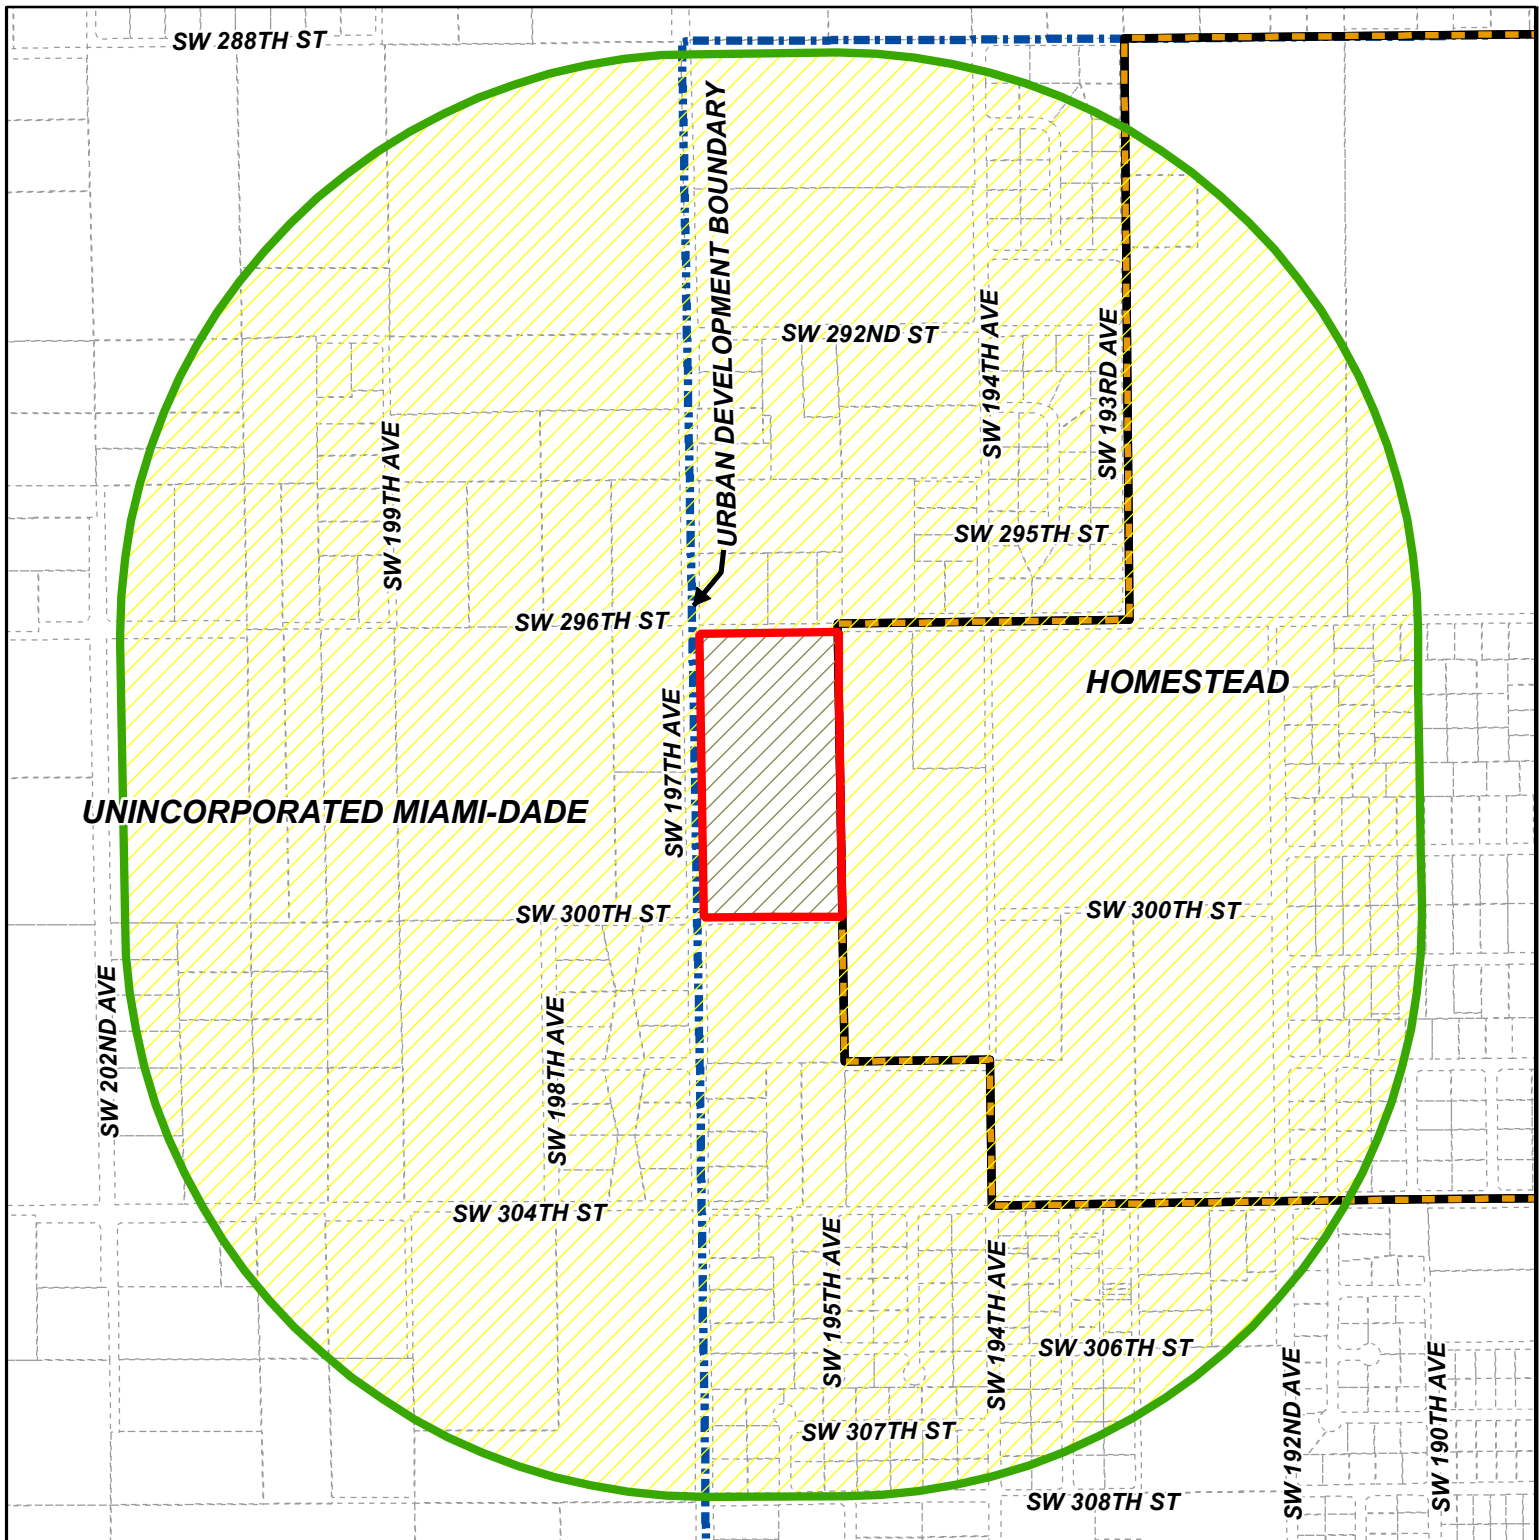 SW 288TH ST
URBAN DEVELOPMENT BOUNDARY
SW 292ND ST
SW 194TH AVE
SW 193RD AVE
SW 199TH AVE
SW 295TH ST
SW 296TH ST
HOMESTEAD
SW 197TH AVE
UNINCORPORATED MIAMI-DADE
SW 300TH ST
SW 300TH ST
SW 202ND AVE
SW 198TH AVE
SW 304TH ST
SW 195TH AVE
SW 194TH AVE
SW 306TH ST
SW 192ND AVE
SW 190TH AVE
SW 307TH ST
SW 308TH ST